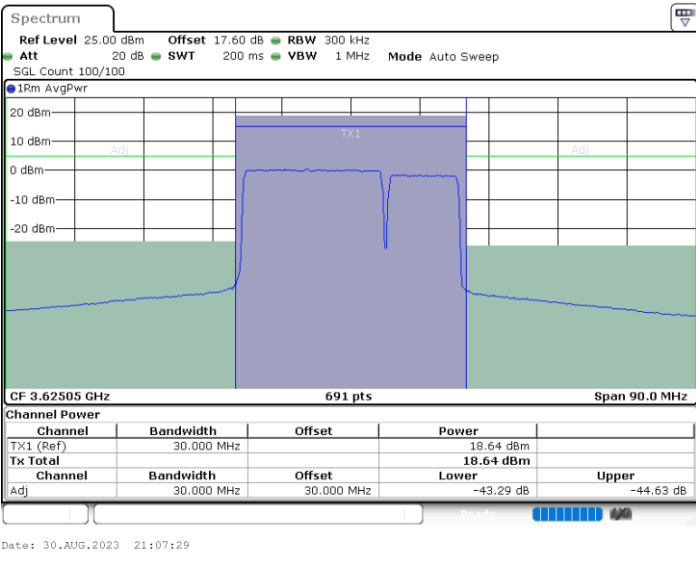 Spectrum
Ref Level 25.00 dBm Offset 17.60 dB RBW 300 kHz
Att 20 dB SWT 200 ms VBW 1 MHz Mode Auto Sweep
SGL Count 100/100
1Rm AvgPwr
20 dBm
TX1
10 dBm
Adj Adj
0 dBm
-10 dBm
-20 dBm
CF 3.62505 GHz 691 pts Span 90.0 MHz
Channel Power
Channel Bandwidth Offset Power
TX1 (Ref) 30.000 MHz 18.64 dBm
Tx Total 18.64 dBm
Channel Bandwidth Offset Lower Upper
Adj 30.000 MHz 30.000 MHz -43.29 dB -44.63 dB
Ready
Date: 30.AUG.2023 21:07:29